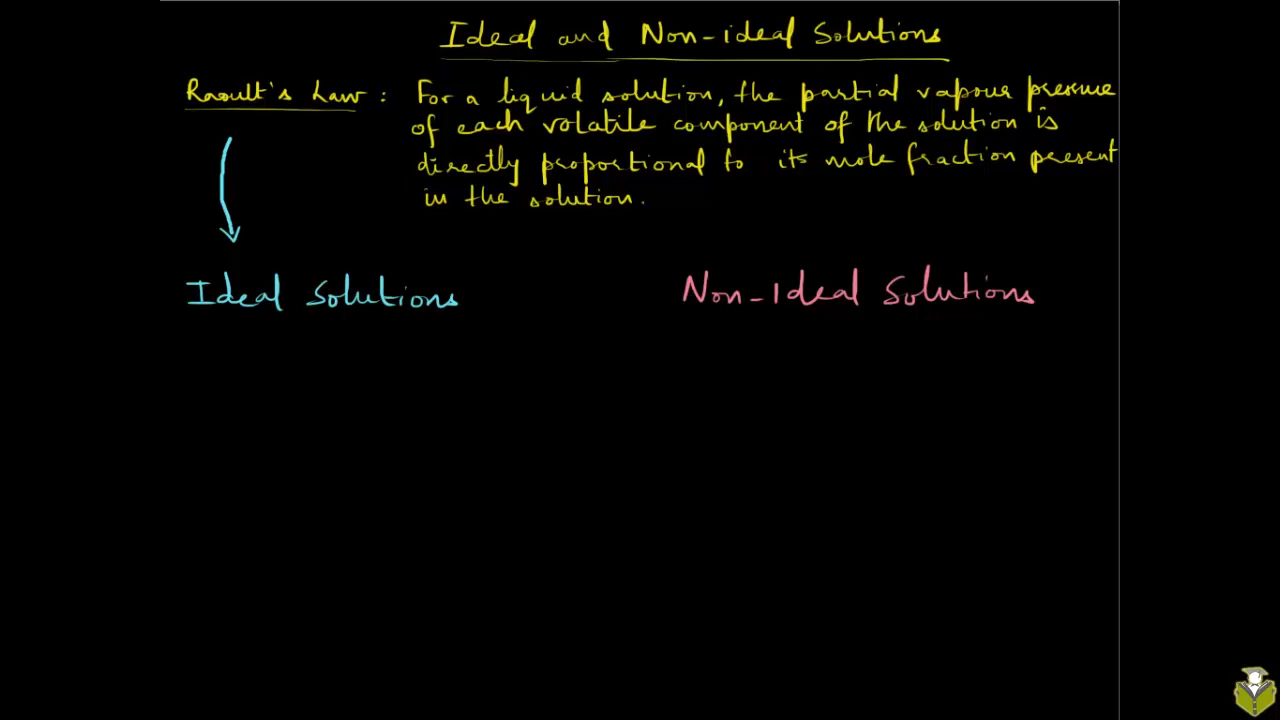 Ideal and Non-ideal Solutions
Raoult's Law : For a liquid solution, the partial vapour pressure
of each volatile component of the solution is
directly proportional to its mole fraction present
in the solution.
Ideal Solutions
Non-Ideal Solutions